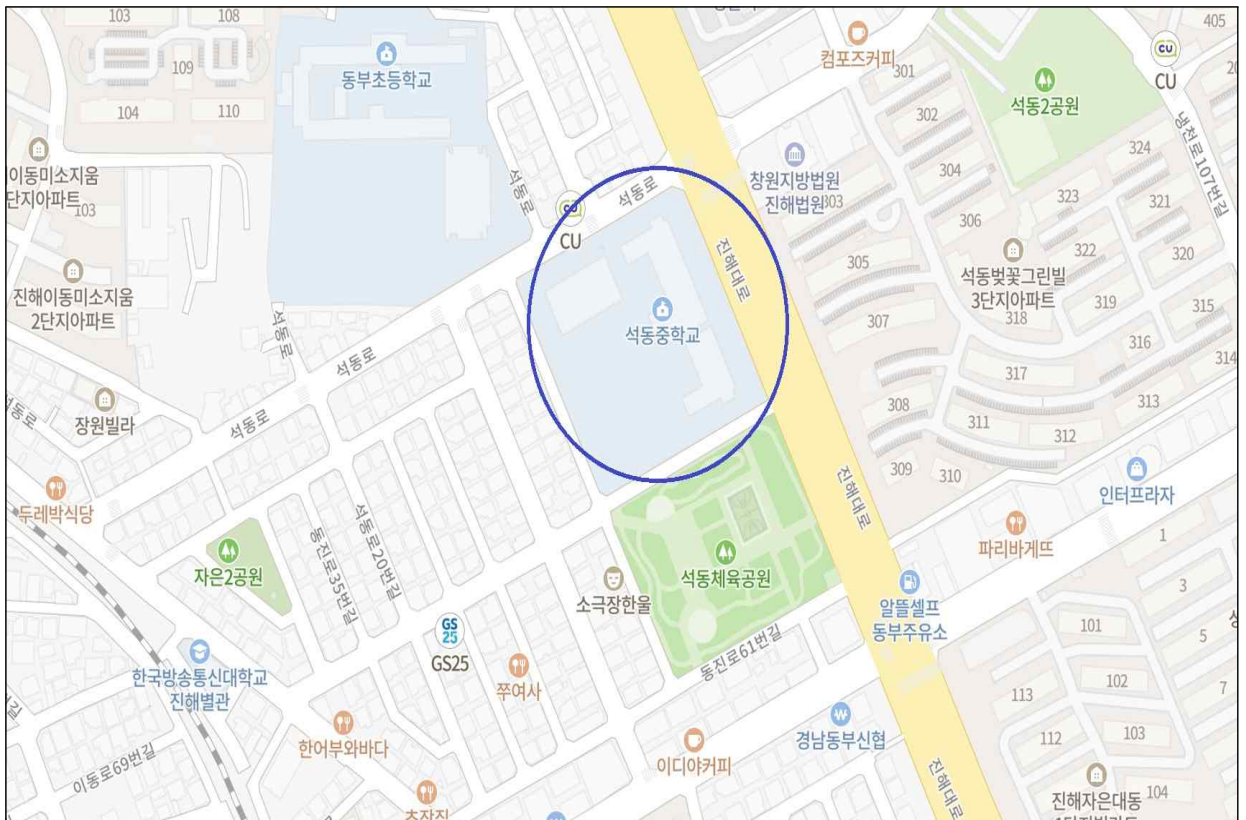 103
108
405
109
104
110
동부초등학교
컴포즈커피
301
302
304
306
석동2공원
CU
냉천로107번길
324
323
321
322
320
이동미소지움
단지아파트
103
석동로
CU
석동로
창원지방법원
진해법원
303
305
307
진해대로
석동벚꽃그린빌
3단지아파트
318
319
315
316
314
317
313
진해이동미소지움
2단지아파트
석동중학교
석동로
석동로
장원빌라
석동로
308
311
312
309
310
두레박식당
자은2공원
동진로35번길
석동로20번길
진해대로
인터프라자
파리바게뜨
1
3
5
7
소극장한울
석동체육공원
알뜰셀프
동부주유소
101
102
103
104
113
112
GS
25
GS25
쭈여사
동진로61번길
한국방송통신대학교
진해별관
한어부와바다
이디야커피
경남동부신협
이동로69번길
진해대로
진해자은대동